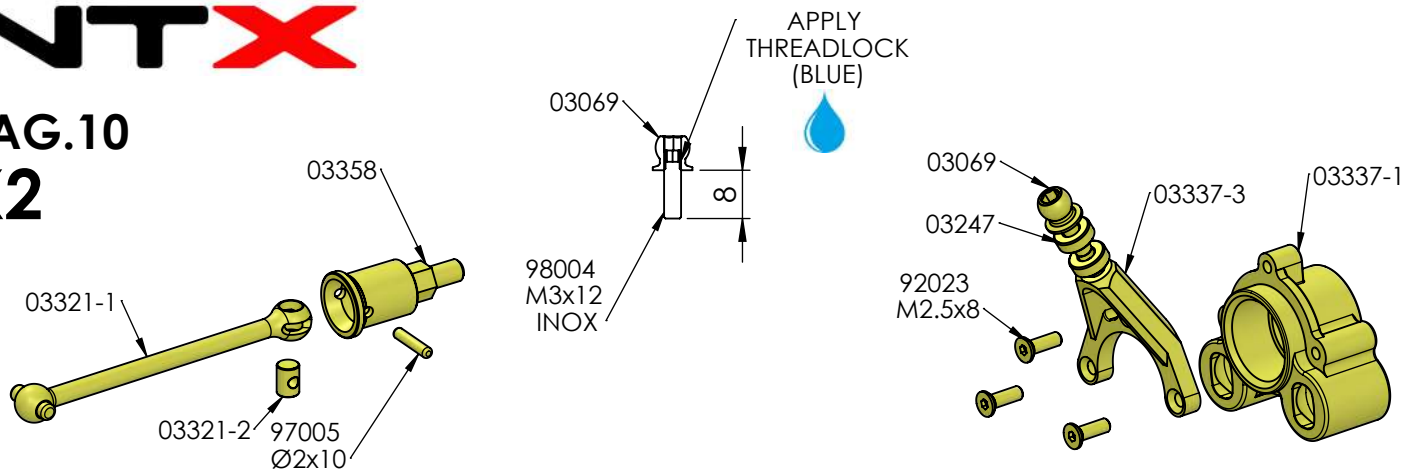 NTX
AG.10
X2
03358
03321-1
03321-2
97005
Ø2x10
03069
APPLY
THREADLOCK
(BLUE)
8
98004
M3x12
INOX
03069
03247
92023
M2.5x8
03337-3
03337-1